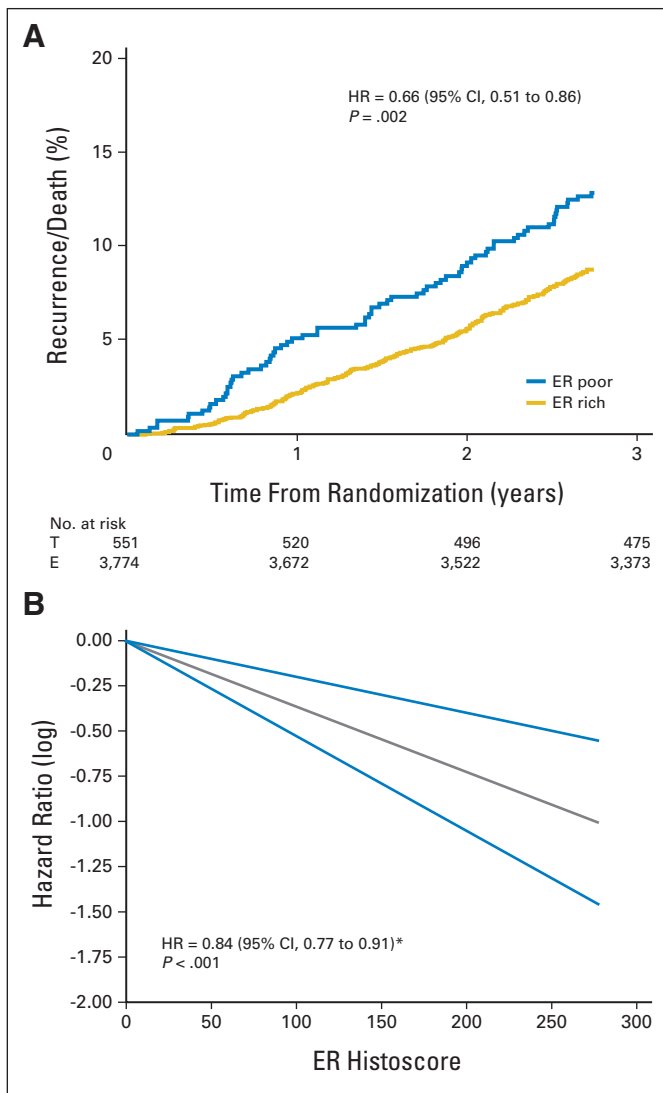 A
20
15
10
5
0
1
2
3
Recurrence/Death (%)
HR = 0.66 (95% CI, 0.51 to 0.86)
P = .002
ER poor
ER rich
Time From Randomization (years)
No. at risk
T 551 520 496 475
E 3,774 3,672 3,522 3,373
B
0.00
-0.25
-0.50
-0.75
-1.00
-1.25
-1.50
-1.75
-2.00
Hazard Ratio (log)
HR = 0.84 (95% CI, 0.77 to 0.91)*
P < .001
0 50 100 150 200 250 300
ER Histoscore